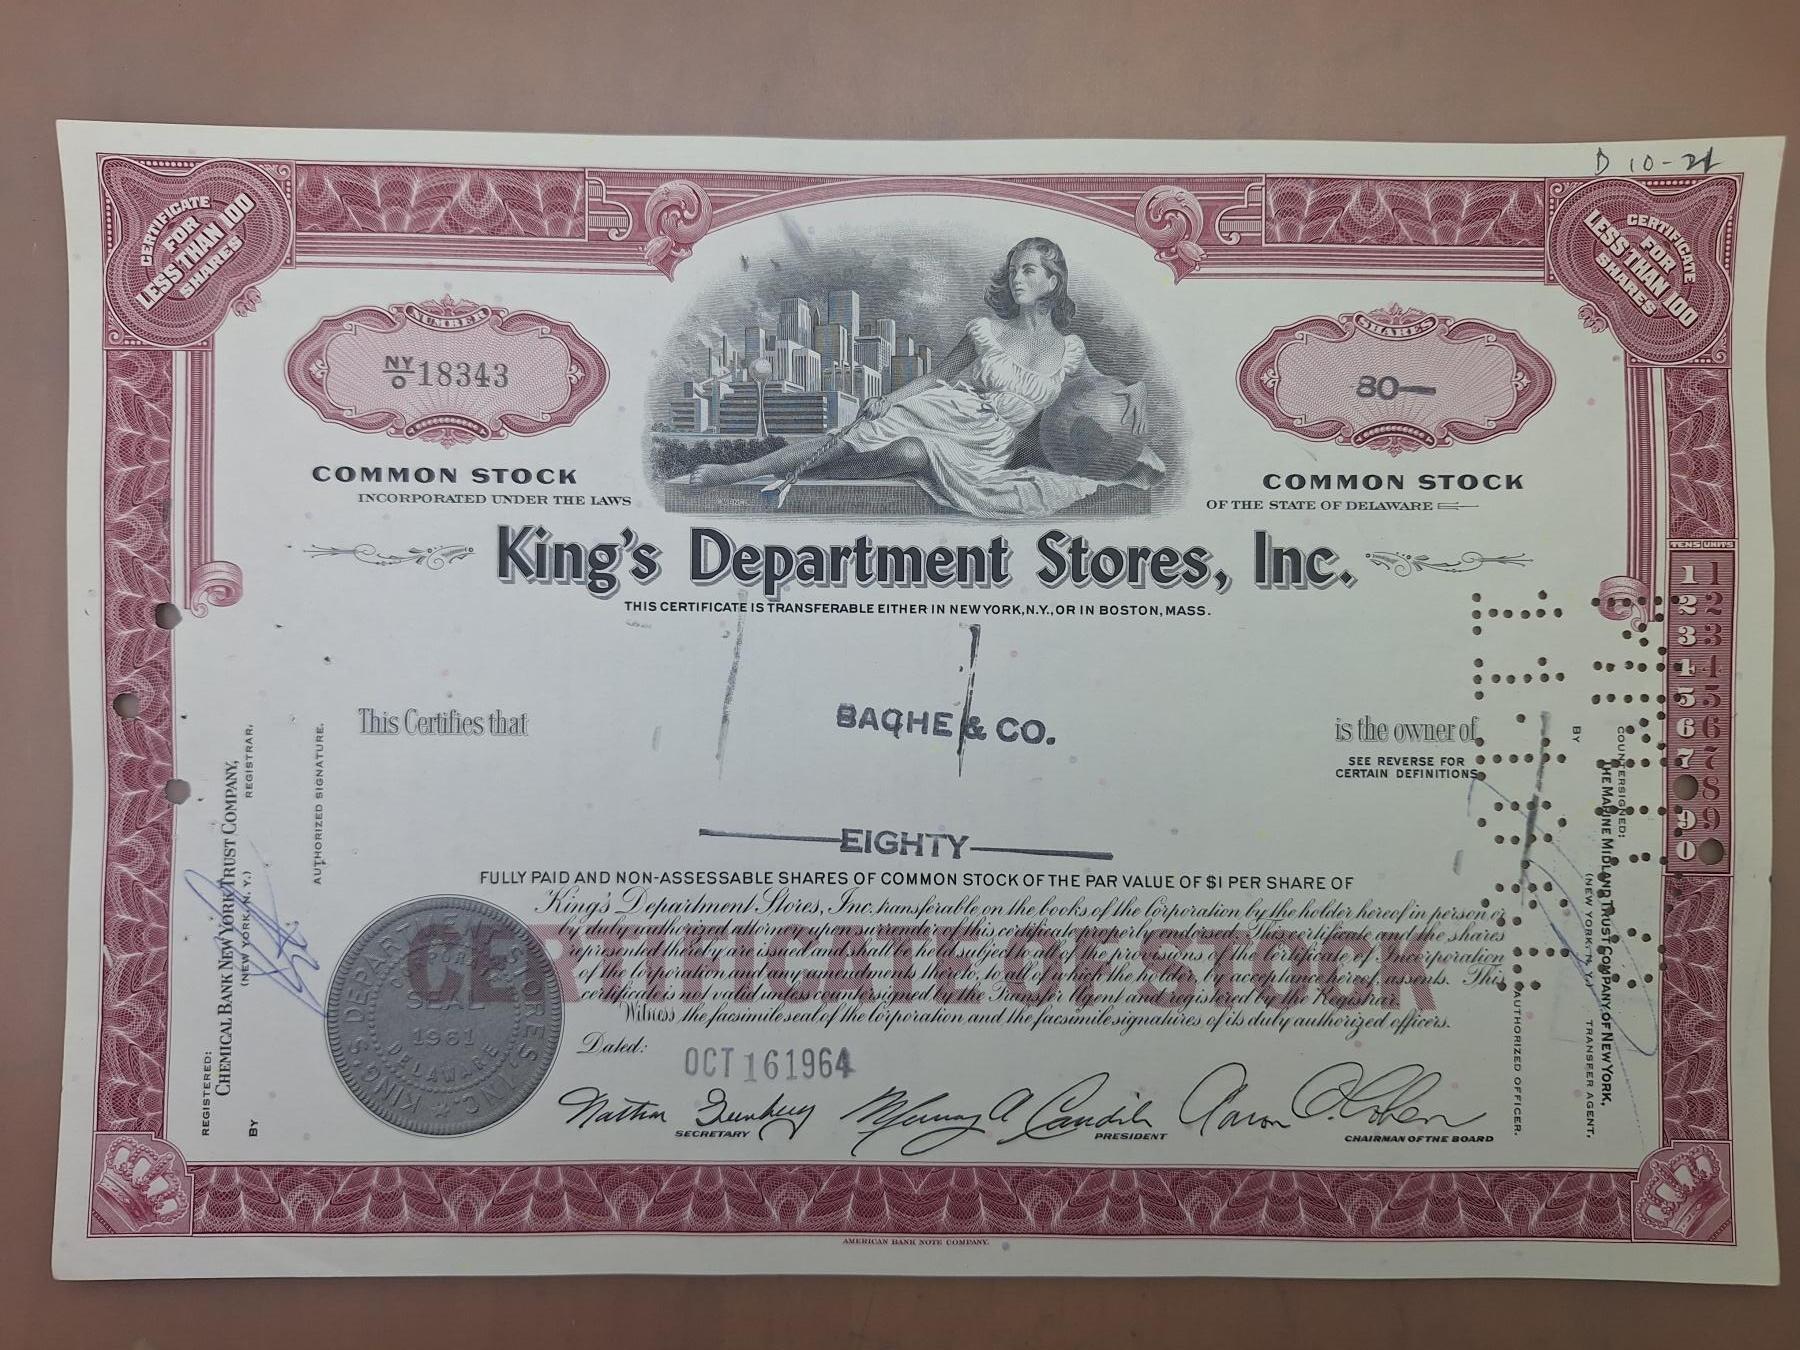 D 10-21
CERTIFICATE
FOR
LESS THAN 100
SHARES
CERTIFICATE
FOR
LESS THAN 100
SHARES
NUMBER
NY
O 18343
SHARES
80—
COMMON STOCK
INCORPORATED UNDER THE LAWS
COMMON STOCK
OF THE STATE OF DELAWARE
King's Department Stores, Inc.
THIS CERTIFICATE IS TRANSFERABLE EITHER IN NEW YORK, N.Y., OR IN BOSTON, MASS.
TENS UNITS
1 1
2 2
3 3
4 4
5 5
6 6
7 7
8
9 9
0
This Certifies that
BACHE & CO.
is the owner of
SEE REVERSE FOR
CERTAIN DEFINITIONS
EIGHTY
FULLY PAID AND NON-ASSESSABLE SHARES OF COMMON STOCK OF THE PAR VALUE OF $1 PER SHARE OF
King's Department Stores, Inc. transferable on the books of the Corporation by the holder hereof in person or
by duly authorized attorney upon surrender of this certificate properly endorsed. This certificate and the shares
represented thereby are issued and shall be held subject to all of the provisions of the Certificate of Incorporation
of the Corporation and any amendments thereto, to all of which the holder, by acceptance hereof, assents. This
certificate is not valid unless countersigned by the Transfer Agent and registered by the Registrar.
Witness the facsimile seal of the Corporation and the facsimile signatures of its duly authorized officers.
CERTIFICATE OF STOCK
Dated: OCT 16 1964
KING'S DEPARTMENT STORES, INC.
CORPORATE
SEAL
1961
DELAWARE
SECRETARY
PRESIDENT
Aaron
CHAIRMAN OF THE BOARD
REGISTERED:
CHEMICAL BANK NEW YORK TRUST COMPANY,
(NEW YORK, N. Y.) REGISTRAR,
BY
AUTHORIZED SIGNATURE.
COUNTERSIGNED:
THE MARINE MIDLAND TRUST COMPANY OF NEW YORK,
(NEW YORK, N. Y.) TRANSFER AGENT,
BY
AUTHORIZED OFFICER.
AMERICAN BANK NOTE COMPANY.